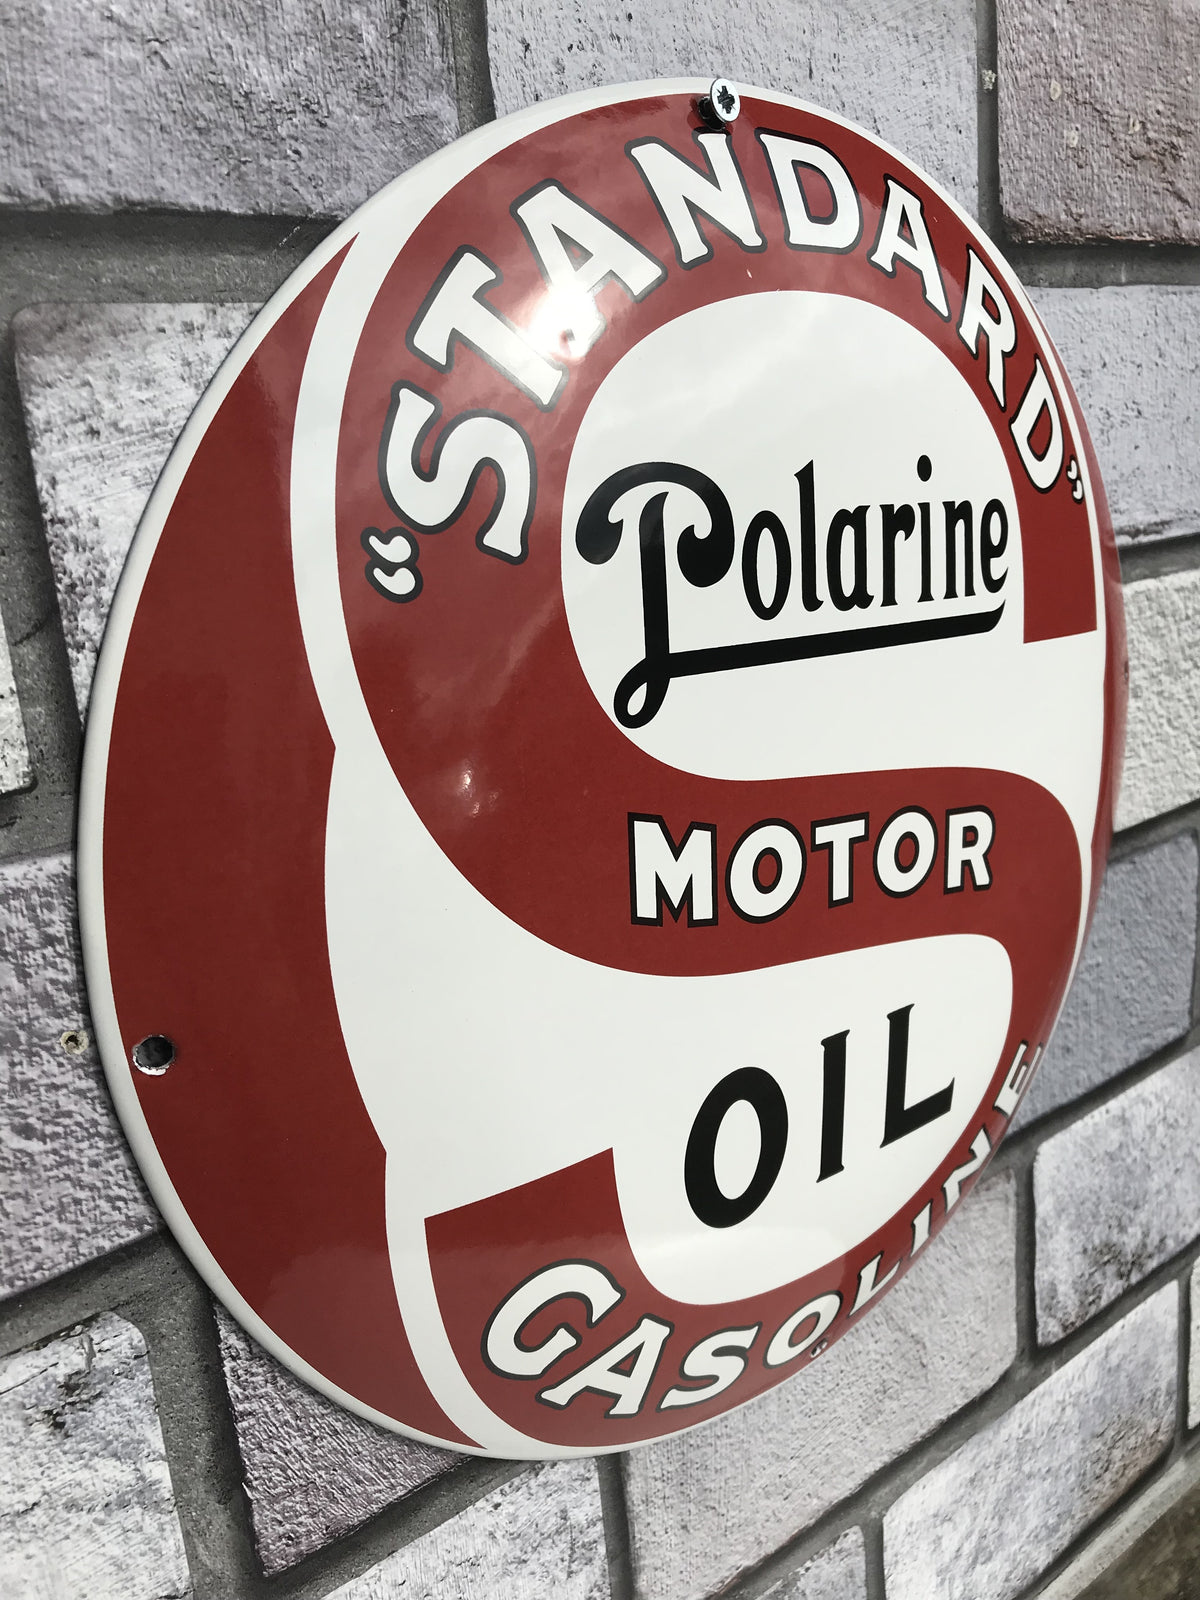 “STANDARD”
Polarine
MOTOR
OIL
GASOLINE